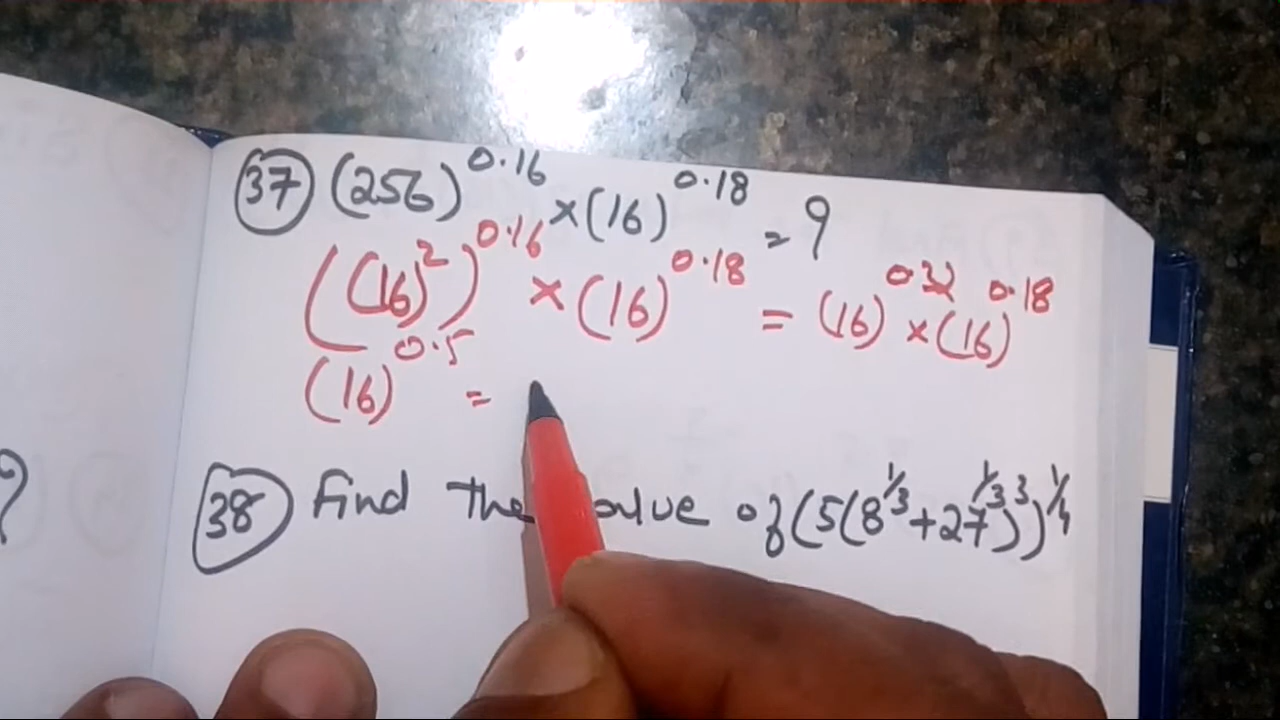 37 (256)^0.16 ×(16)^0.18 = ?
((16)^2)^0.16 × (16)^0.18 = (16)^0.32 ×(16)^0.18
(16)^0.5 =
? 38 Find the value of (5(8^1/3+27^1/3)^3)^1/4